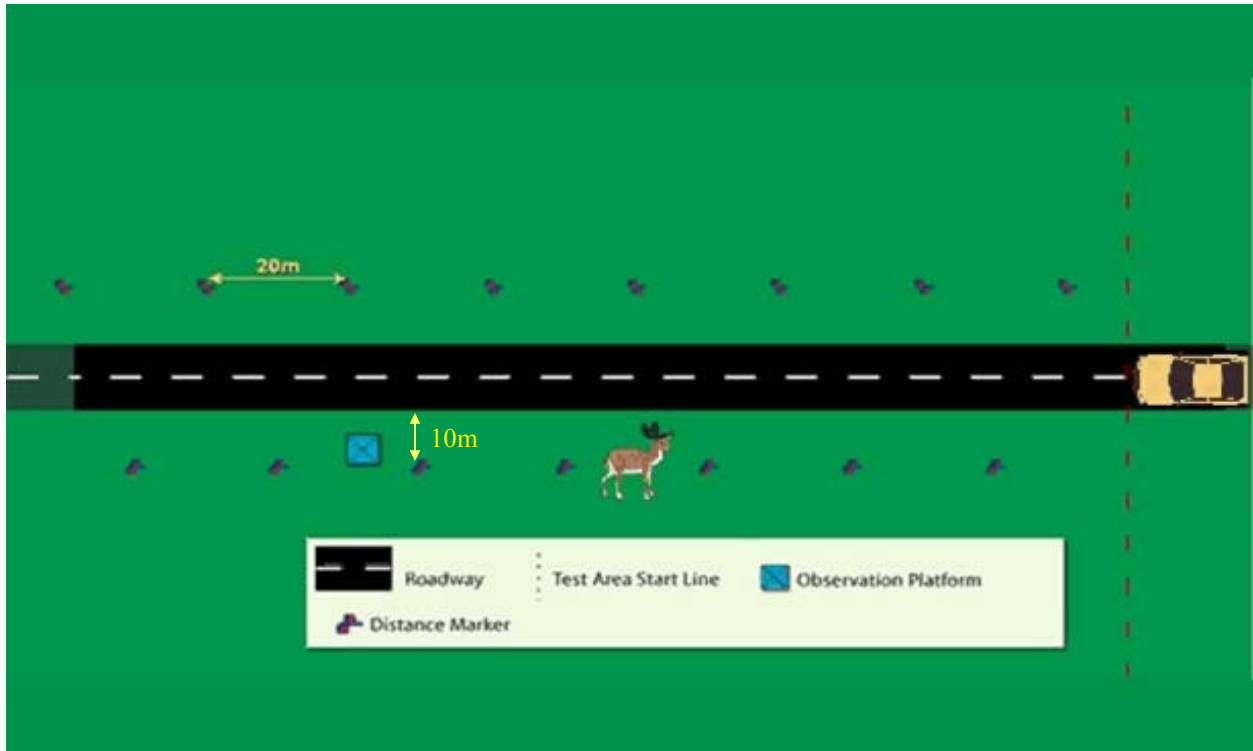 20m
10m
Roadway
Test Area Start Line
Observation Platform
Distance Marker